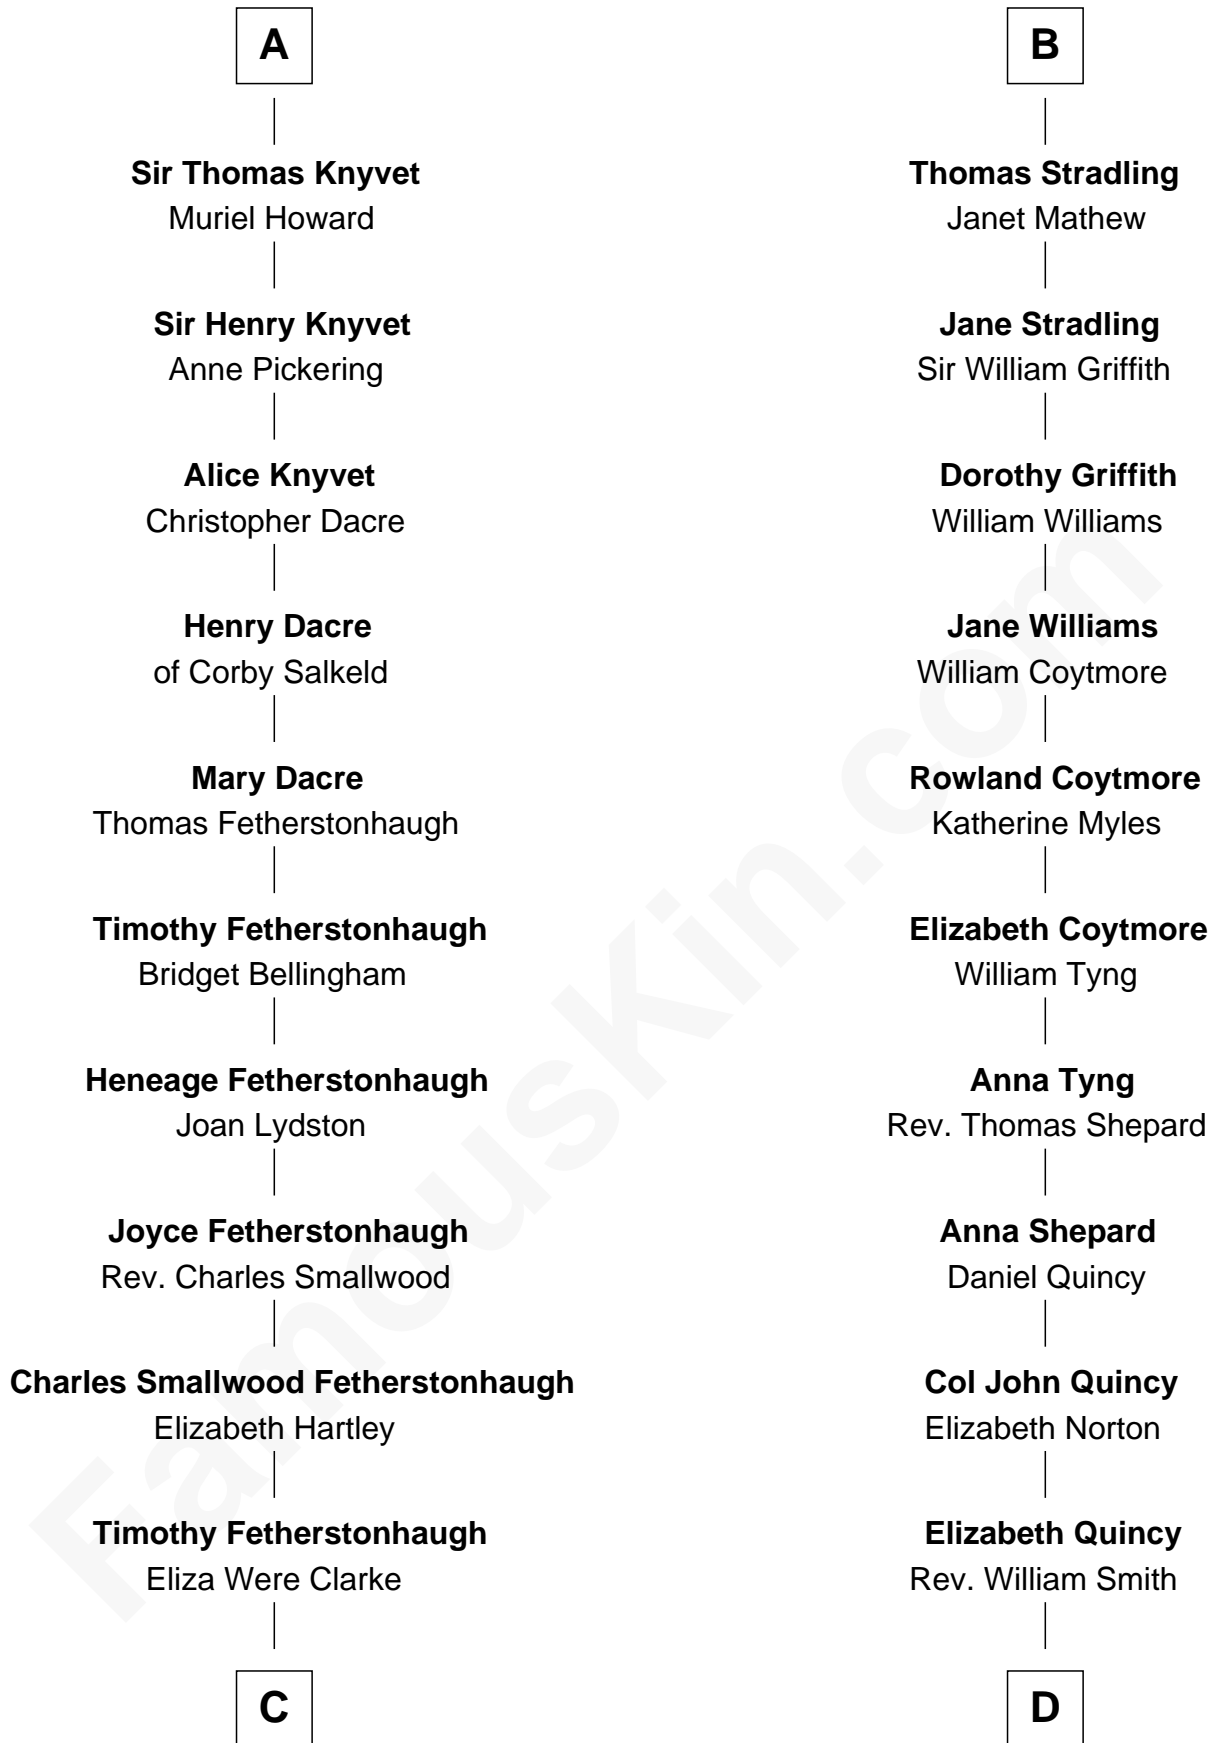 A
Sir Thomas Knyvet
Muriel Howard
Sir Henry Knyvet
Anne Pickering
Alice Knyvet
Christopher Dacre
Henry Dacre
of Corby Salkeld
Mary Dacre
Thomas Fetherstonhaugh
Timothy Fetherstonhaugh
Bridget Bellingham
Heneage Fetherstonhaugh
Joan Lydston
Joyce Fetherstonhaugh
Rev. Charles Smallwood
Charles Smallwood Fetherstonhaugh
Elizabeth Hartley
Timothy Fetherstonhaugh
Eliza Were Clarke
C
B
Thomas Stradling
Janet Mathew
Jane Stradling
Sir William Griffith
Dorothy Griffith
William Williams
Jane Williams
William Coytmore
Rowland Coytmore
Katherine Myles
Elizabeth Coytmore
William Tyng
Anna Tyng
Rev. Thomas Shepard
Anna Shepard
Daniel Quincy
Col John Quincy
Elizabeth Norton
Elizabeth Quincy
Rev. William Smith
D
FamousKin.com